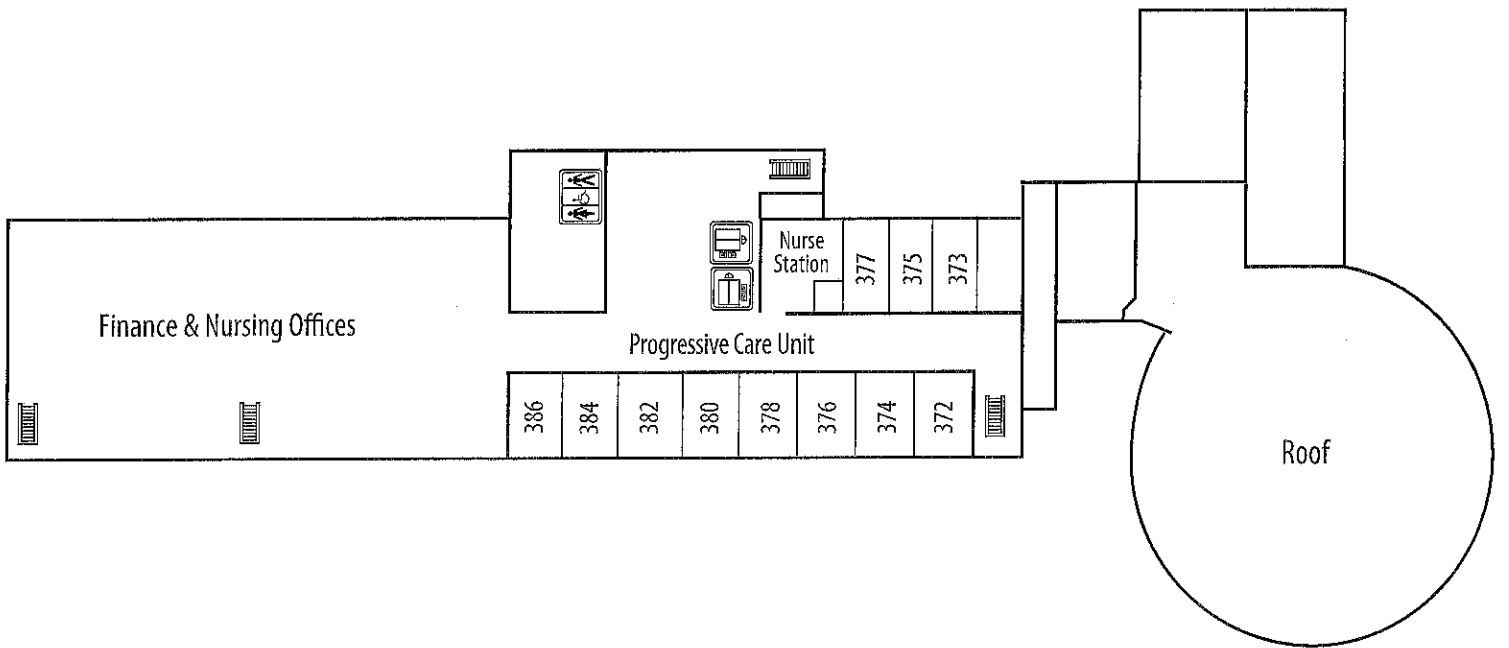 Nurse
Station
377
375
373
Finance & Nursing Offices
Progressive Care Unit
386
384
382
380
378
376
374
372
Roof